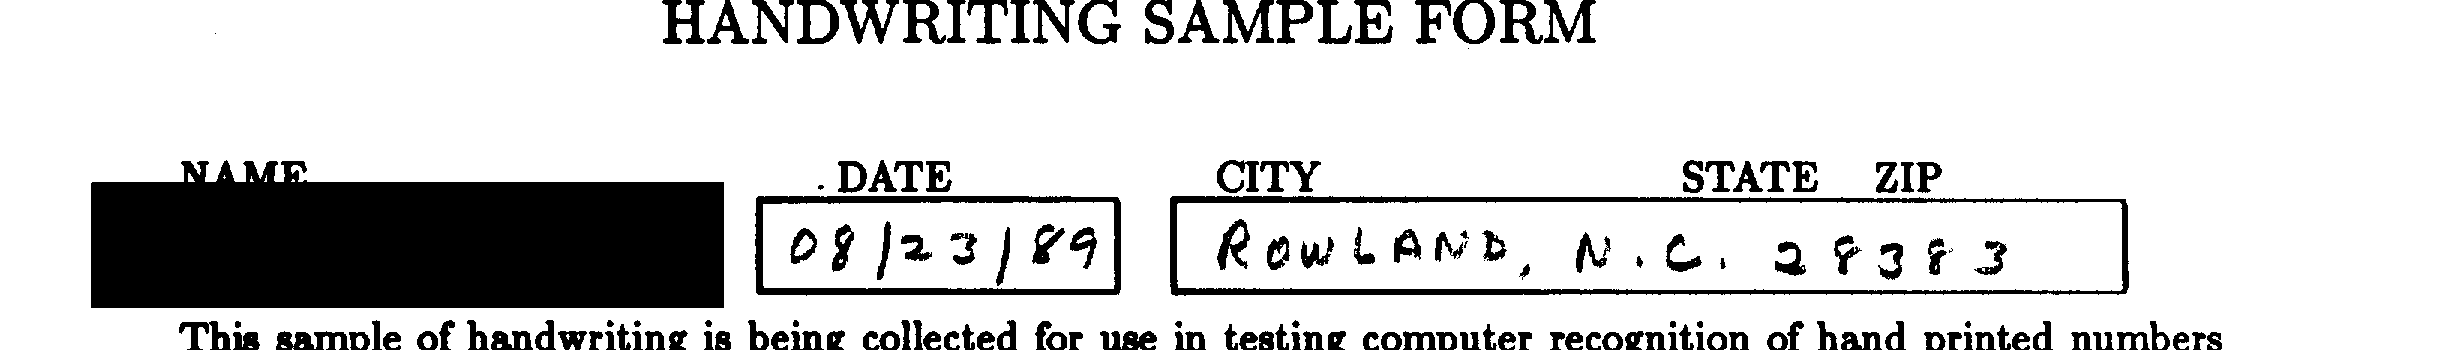 HANDWRITING SAMPLE FORM
NAME DATE CITY STATE ZIP
08/23/89 ROWLAND, N.C. 28383
This sample of handwriting is being collected for use in testing computer recognition of hand printed numbers